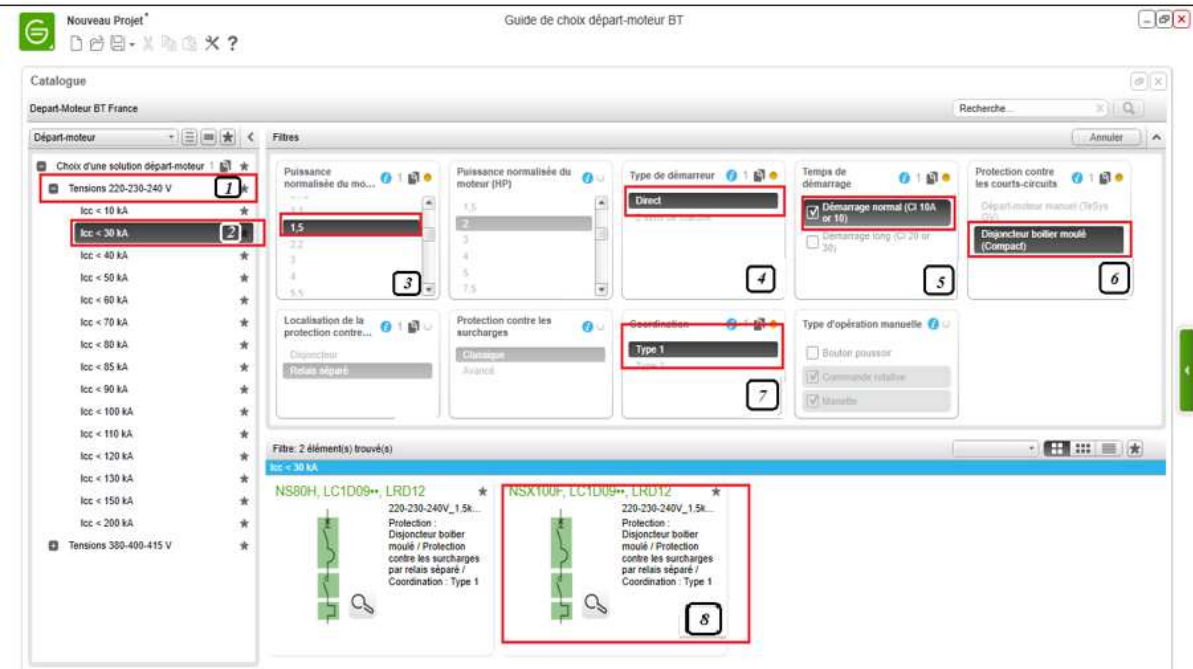 Nouveau Projet*
Guide de choix départ-moteur BT
?
Catalogue
Depart-Moteur BT France
Recherche...
Départ-moteur
Filtres
Annuler
Choix d'une solution départ-moteur 1
Tensions 220-230-240 V
1
Icc < 10 kA
Icc < 30 kA
2
Icc < 40 kA
Icc < 50 kA
Icc < 60 kA
Icc < 70 kA
Icc < 80 kA
Icc < 85 kA
Icc < 90 kA
Icc < 100 kA
Icc < 110 kA
Icc < 120 kA
Icc < 130 kA
Icc < 150 kA
Icc < 200 kA
Tensions 380-400-415 V
Puissance
normalisée du mo...
1
1,5
2,2
3
4
5,5
3
Puissance normalisée du
moteur (HP)
1,5
2
3
4
5
7,5
Type de démarreur
1
Direct
4
Temps de
démarrage
1
Démarrage normal (Cl 10A
or 10)
Démarrage long (Cl 20 or
30)
5
Protection contre
les courts-circuits
1
Départ-moteur manuel (TeSys
GV)
Disjoncteur boitier moulé
(Compact)
6
Localisation de la
protection contre...
1
Disjoncteur
Relais séparé
Protection contre les
surcharges
Classique
Avancé
Coordination
1
Type 1
7
Type d'opération manuelle
Bouton poussoir
Commande rotative
Manette
Filtre: 2 élément(s) trouvé(s)
Icc < 30 kA
NS80H, LC1D09••, LRD12
220-230-240V_1.5k...
Protection :
Disjoncteur boitier
moulé / Protection
contre les surcharges
par relais séparé /
Coordination : Type 1
NSX100F, LC1D09••, LRD12
220-230-240V_1.5k...
Protection :
Disjoncteur boitier
moulé / Protection
contre les surcharges
par relais séparé /
Coordination : Type 1
8